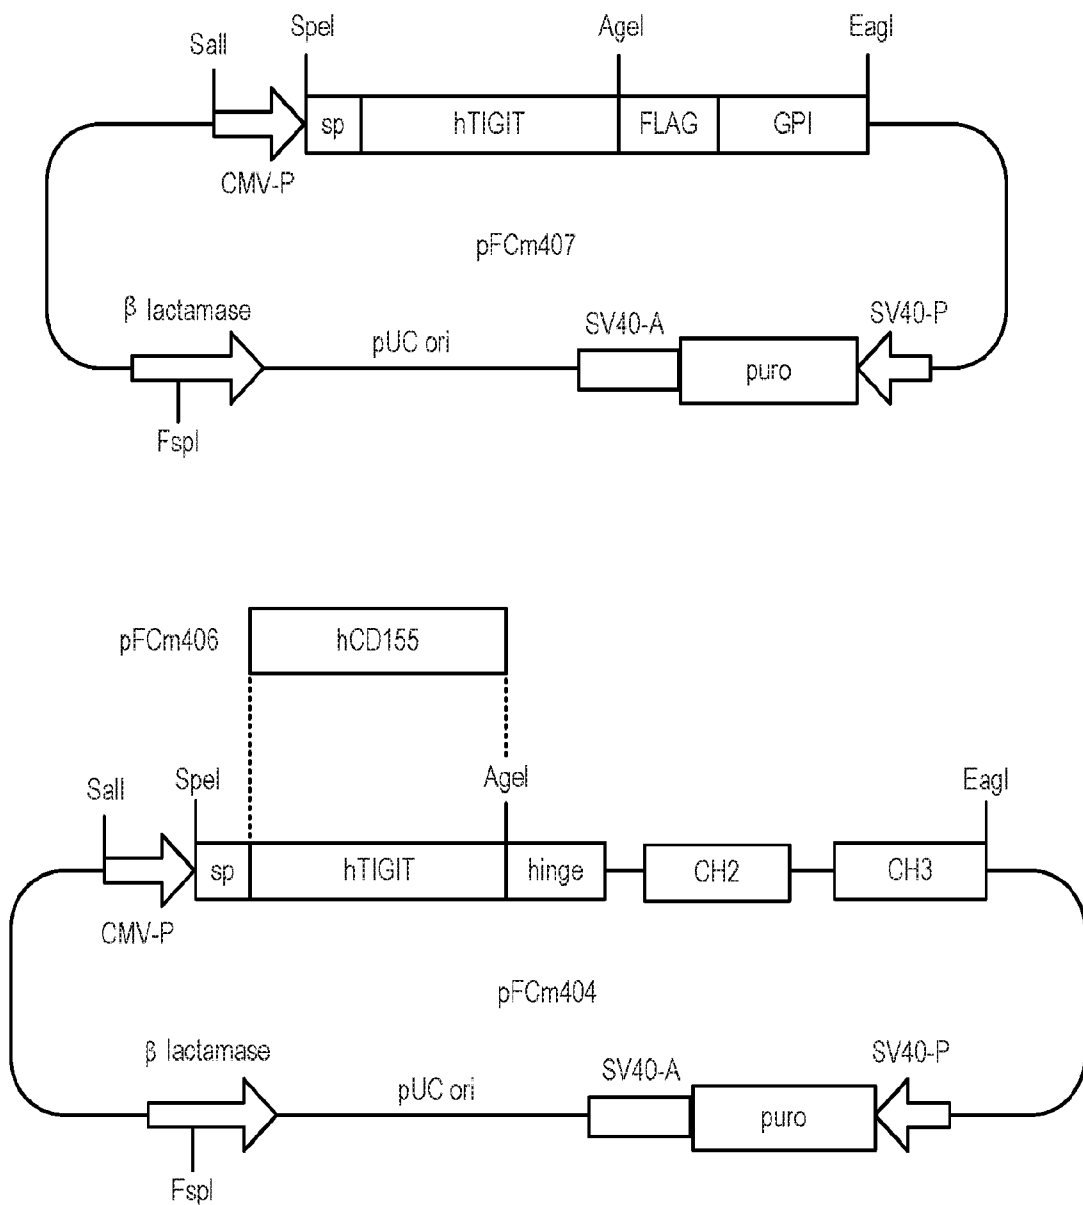 SpeI
AgeI
EagI
SalI
sp
hTIGIT
FLAG
GPI
CMV-P
pFCm407
β lactamase
SV40-A
SV40-P
pUC ori
puro
FspI
pFCm406
hCD155
SpeI
AgeI
EagI
SalI
sp
hTIGIT
hinge
CH2
CH3
CMV-P
pFCm404
β lactamase
SV40-A
SV40-P
pUC ori
puro
FspI